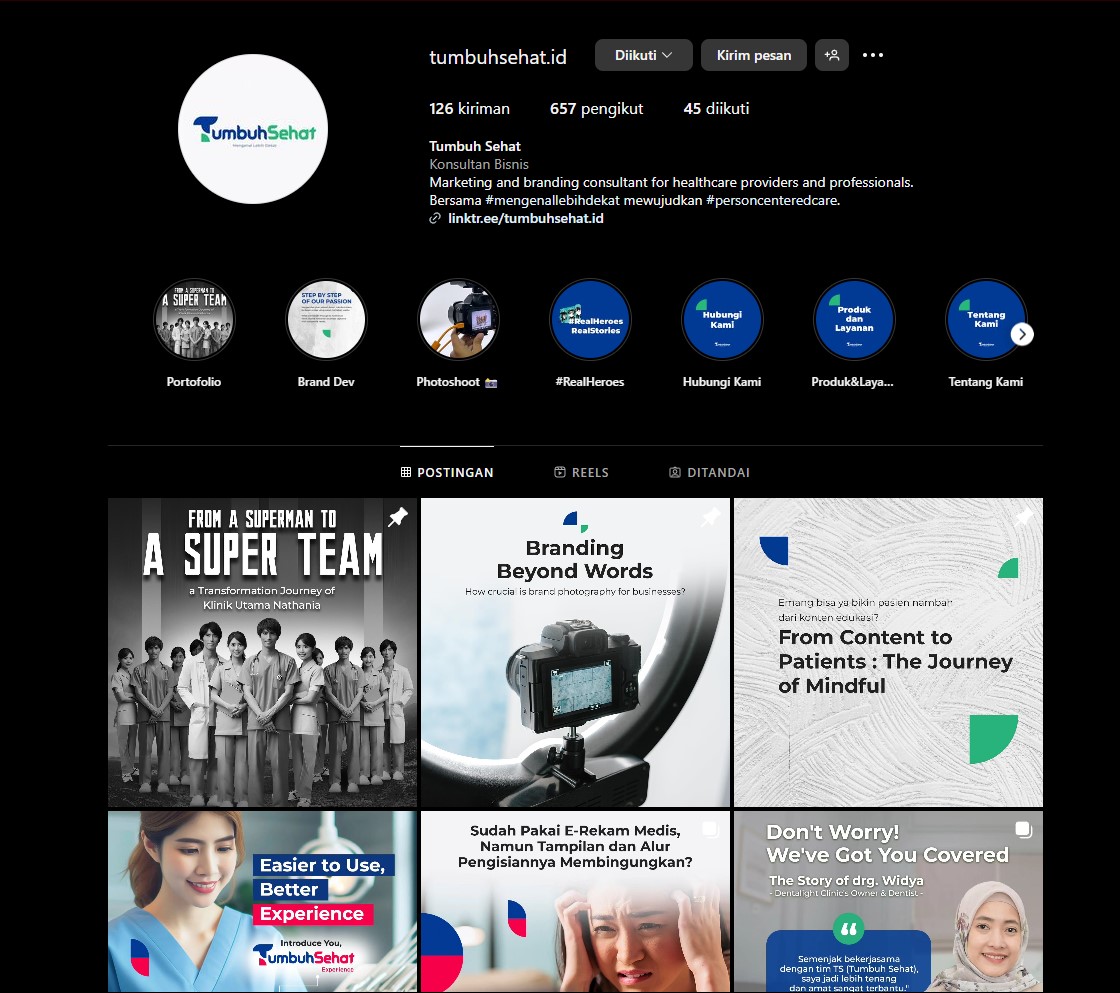 tumbuhsehat.id
Diikuti
Kirim pesan
TumbuhSehat
Mengenal Lebih Dekat
126 kiriman
657 pengikut
45 diikuti
Tumbuh Sehat
Konsultan Bisnis
Marketing and branding consultant for healthcare providers and professionals.
Bersama #mengenallebihdekat mewujudkan #personcenteredcare.
linktr.ee/tumbuhsehat.id
FROM A SUPERMAN TO
A SUPER TEAM
STEP BY STEP
OF OUR PASSION
#RealHeroes
RealStories
Hubungi
Kami
Produk
dan
Layanan
Tentang
Kami
Portofolio
Brand Dev
Photoshoot 📸
#RealHeroes
Hubungi Kami
Produk&Laya...
Tentang Kami
POSTINGAN
REELS
DITANDAI
FROM A SUPERMAN TO
A SUPER TEAM
a Transformation Journey of
Klinik Utama Nathania
Branding
Beyond Words
How crucial is brand photography for businesses?
Emang bisa ya bikin pasien nambah
dari konten edukasi?
From Content to
Patients : The Journey
of Mindful
Easier to Use,
Better
Experience
Introduce You,
TumbuhSehat
Experience
Sudah Pakai E-Rekam Medis,
Namun Tampilan dan Alur
Pengisiannya Membingungkan?
Don't Worry!
We've Got You Covered
The Story of drg. Widya
- Dentalight Clinic's Owner & Dentist -
“
Semenjak bekerjasama
dengan tim TS (Tumbuh Sehat),
saya jadi lebih tenang
dan amat sangat terbantu."